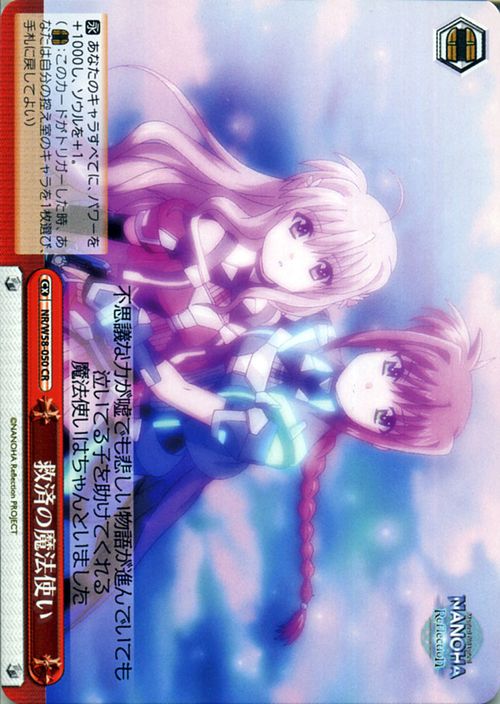 Magical Girl Lyrical
NANOHA
Reflection
不思議な力が嘘でも悲しい物語が進んでいても
泣いてる子を助けてくれる
魔法使いはちゃんといました
永 あなたのキャラすべてに、パワーを
+1000し、ソウルを+1。
(:このカードがトリガーした時、あ
なたは自分の控え室のキャラを1枚選び、
手札に戻してよい)
CX NR/W58-050 CR 救済の魔法使い
©NANOHA Reflection PROJECT